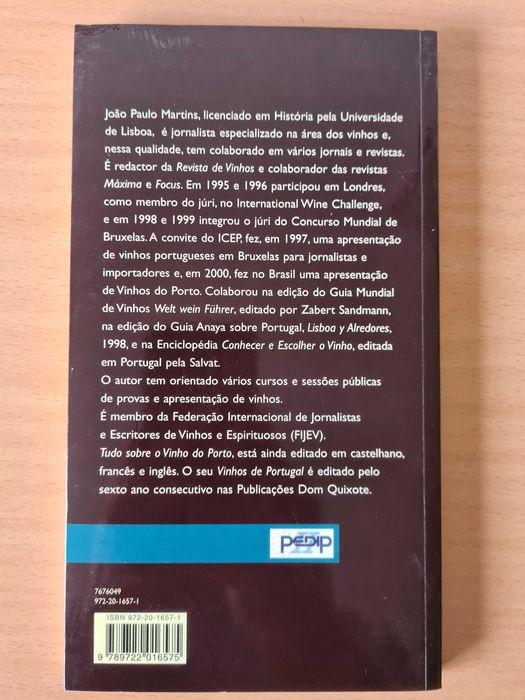 João Paulo Martins, licenciado em História pela Universidade
de Lisboa, é jornalista especializado na área dos vinhos e,
nessa qualidade, tem colaborado em vários jornais e revistas.
É redactor da Revista de Vinhos e colaborador das revistas
Máxima e Focus. Em 1995 e 1996 participou em Londres,
como membro do júri, no International Wine Challenge,
e em 1998 e 1999 integrou o júri do Concurso Mundial de
Bruxelas. A convite do ICEP, fez, em 1997, uma apresentação
de vinhos portugueses em Bruxelas para jornalistas e
importadores e, em 2000, fez no Brasil uma apresentação
de Vinhos do Porto. Colaborou na edição do Guia Mundial
de Vinhos Welt wein Führer, editado por Zabert Sandmann,
na edição do Guia Anaya sobre Portugal, Lisboa y Alredores,
1998, e na Enciclopédia Conhecer e Escolher o Vinho, editada
em Portugal pela Salvat.
O autor tem orientado vários cursos e sessões públicas
de provas e apresentação de vinhos.
É membro da Federação Internacional de Jornalistas
e Escritores de Vinhos e Espirituosos (FIJEV).
Tudo sobre o Vinho do Porto, está ainda editado em castelhano,
francês e inglês. O seu Vinhos de Portugal é editado pelo
sexto ano consecutivo nas Publicações Dom Quixote.
PEDIP II
7676049
972-20-1657-1
ISBN 972-20-1657-1
9 789722 016575